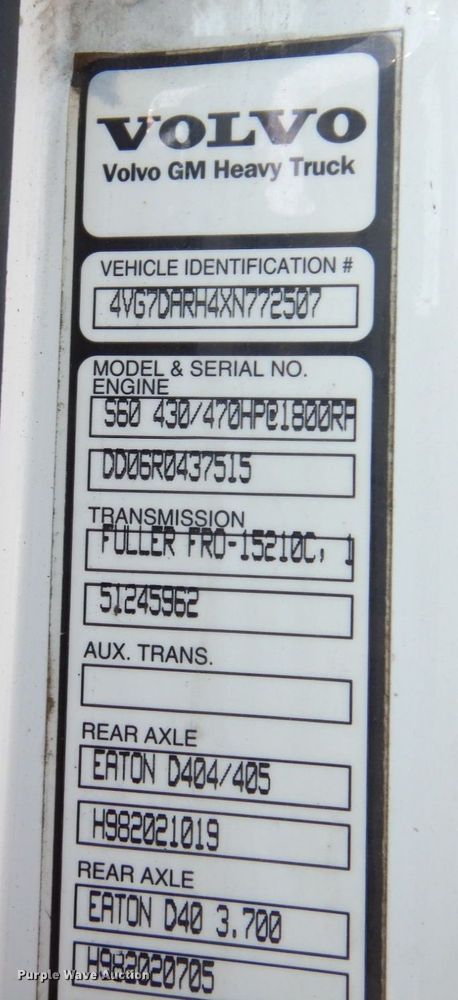 VOLVO
Volvo GM Heavy Truck
VEHICLE IDENTIFICATION #
4VG7DARH4XN772507
MODEL & SERIAL NO.
ENGINE
S60 430/470HP@1800RP
DD06R0437515
TRANSMISSION
FULLER FRO-15210C, 1
51245962
AUX. TRANS.
REAR AXLE
EATON D404/405
H982021019
REAR AXLE
EATON D40 3.700
H982020705
Purple Wave Auction